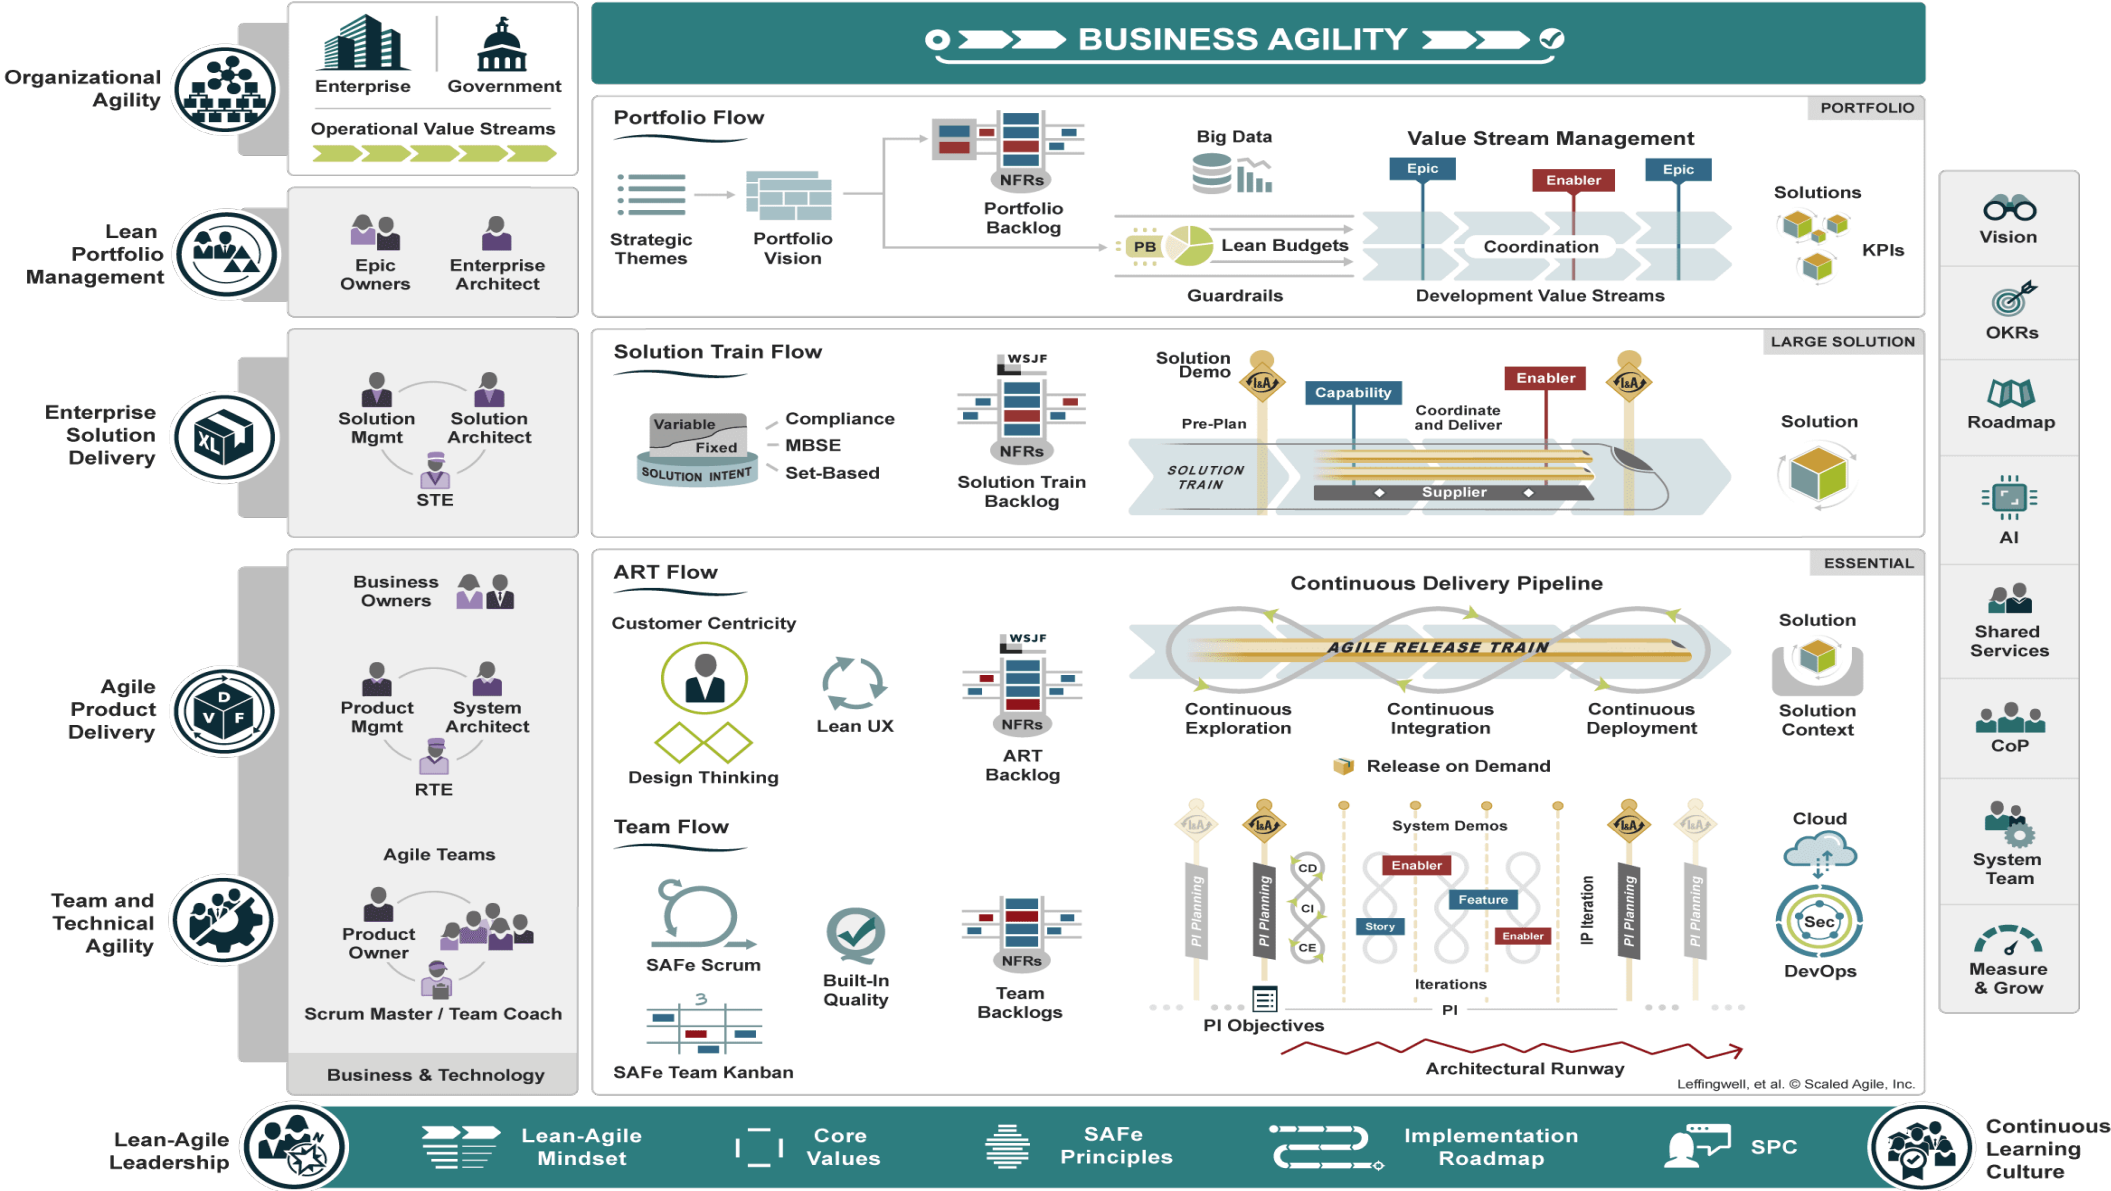 BUSINESS AGILITY
Organizational
Agility
Enterprise
Government
Operational Value Streams
Lean
Portfolio
Management
Epic
Owners
Enterprise
Architect
PORTFOLIO
Portfolio Flow
Strategic
Themes
Portfolio
Vision
NFRs
Portfolio
Backlog
Big Data
PB
Lean Budgets
Guardrails
Value Stream Management
Epic
Enabler
Epic
Coordination
Development Value Streams
Solutions
KPIs
Enterprise
Solution
Delivery
XL
Solution
Mgmt
Solution
Architect
STE
LARGE SOLUTION
Solution Train Flow
Variable
Fixed
SOLUTION INTENT
Compliance
MBSE
Set-Based
WSJF
NFRs
Solution Train
Backlog
Solution
Demo
I&A
Pre-Plan
Capability
Coordinate
and Deliver
Enabler
I&A
SOLUTION
TRAIN
Supplier
Solution
Agile
Product
Delivery
D
V F
Business
Owners
Product
Mgmt
System
Architect
RTE
ESSENTIAL
ART Flow
Customer Centricity
Design Thinking
Lean UX
WSJF
NFRs
ART
Backlog
Continuous Delivery Pipeline
AGILE RELEASE TRAIN
Continuous
Exploration
Continuous
Integration
Continuous
Deployment
Release on Demand
Solution
Solution
Context
Team and
Technical
Agility
Agile Teams
Product
Owner
Scrum Master / Team Coach
Business & Technology
Team Flow
SAFe Scrum
3
SAFe Team Kanban
Built-In
Quality
NFRs
Team
Backlogs
I&A
I&A
I&A
I&A
PI Planning
PI Planning
CD
CI
CE
System Demos
Enabler
Feature
Story
Enabler
IP Iteration
PI Planning
PI Planning
Iterations
PI
PI Objectives
Architectural Runway
Cloud
Sec
DevOps
Leffingwell, et al. © Scaled Agile, Inc.
Vision
OKRs
Roadmap
AI
Shared
Services
CoP
System
Team
Measure
& Grow
Lean-Agile
Leadership
N
Lean-Agile
Mindset
Core
Values
SAFe
Principles
Implementation
Roadmap
SPC
Continuous
Learning
Culture